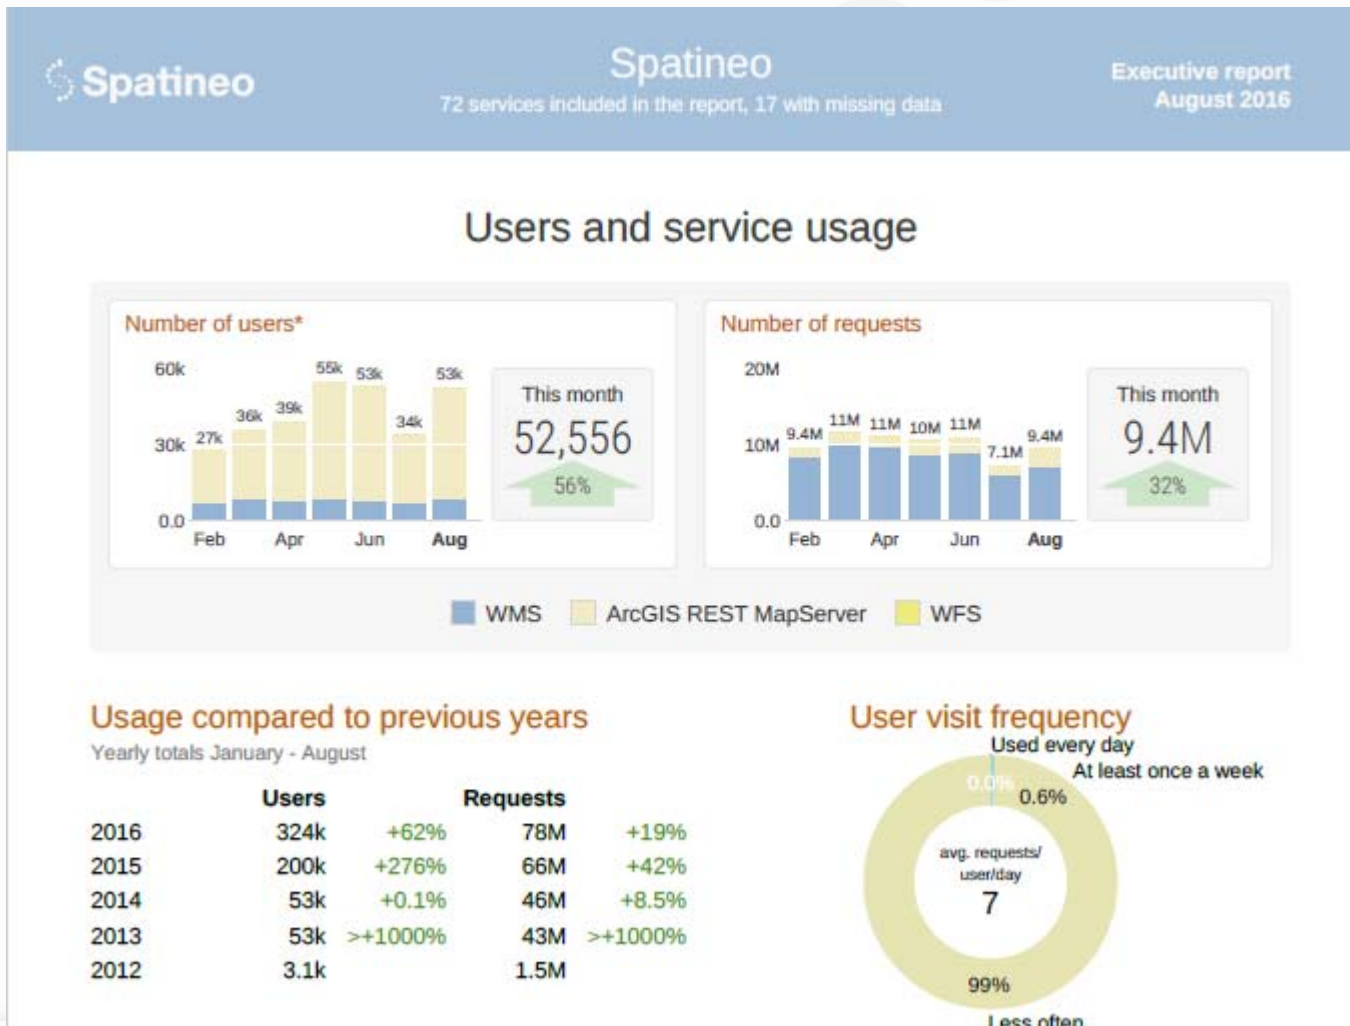 Spatineo
Spatineo
72 services included in the report, 17 with missing data
Executive report
August 2016
Users and service usage
Number of users*
60k
30k
0.0
27k
36k
39k
55k
53k
34k
53k
Feb
Apr
Jun
Aug
This month
52,556
56%
Number of requests
20M
10M
0.0
9.4M
11M
11M
10M
11M
7.1M
9.4M
Feb
Apr
Jun
Aug
This month
9.4M
32%
WMS
ArcGIS REST MapServer
WFS
Usage compared to previous years
Yearly totals January - August
Users Requests
2016 324k +62% 78M +19%
2015 200k +276% 66M +42%
2014 53k +0.1% 46M +8.5%
2013 53k >+1000% 43M >+1000%
2012 3.1k 1.5M
User visit frequency
Used every day
At least once a week
0.0%
0.6%
avg. requests/
user/day
7
99%
Less often